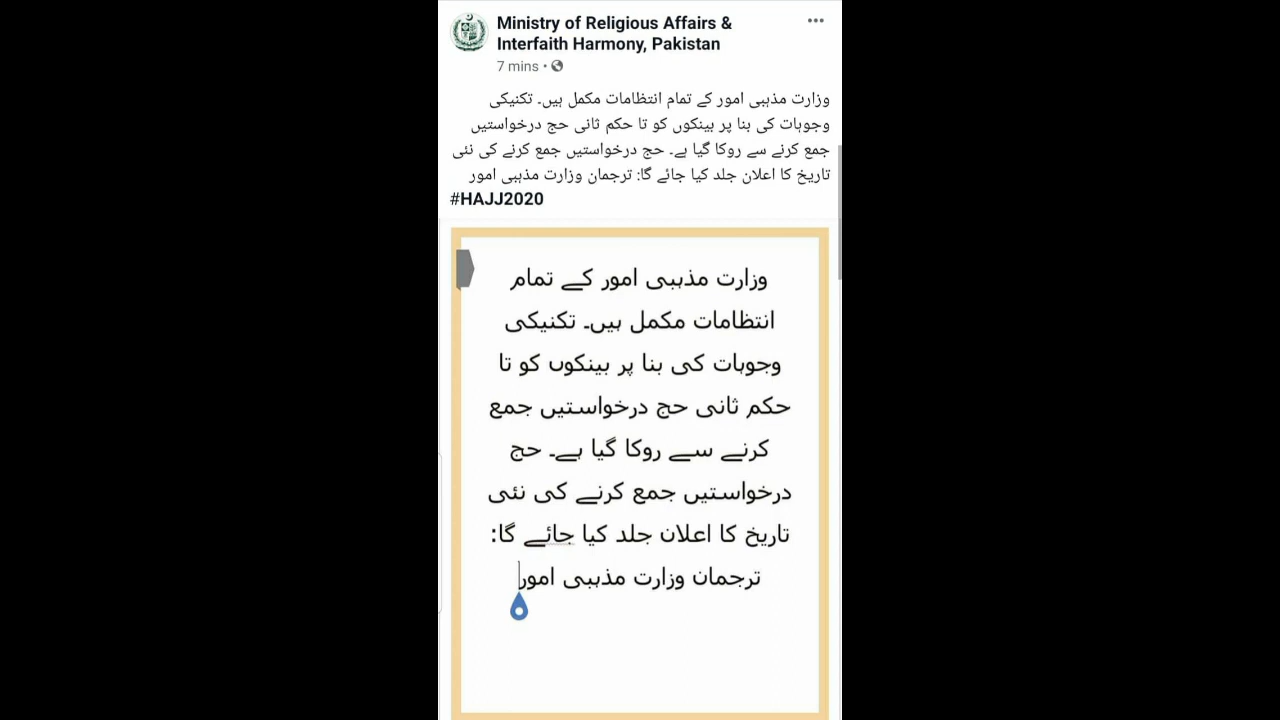 Ministry of Religious Affairs &
Interfaith Harmony, Pakistan
7 mins •
وزارت مذہبی امور کے تمام انتظامات مکمل ہیں۔ تکنیکی
وجوہات کی بنا پر بینکوں کو تا حکم ثانی حج درخواستیں
جمع کرنے سے روکا گیا ہے۔ حج درخواستیں جمع کرنے کی نئی
تاریخ کا اعلان جلد کیا جائے گا: ترجمان وزارت مذہبی امور
#HAJJ2020
وزارت مذہبی امور کے تمام
انتظامات مکمل ہیں۔ تکنیکی
وجوہات کی بنا پر بینکوں کو تا
حکم ثانی حج درخواستیں جمع
کرنے سے روکا گیا ہے۔ حج
درخواستیں جمع کرنے کی نئی
تاریخ کا اعلان جلد کیا جائے گا:
ترجمان وزارت مذہبی امور